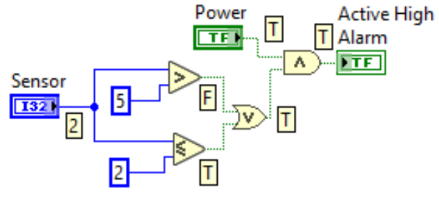 Power
T
T
Active High
Alarm
TF
TF
Sensor
I32
2
5
>
F
∧
∨
T
2
≤
T